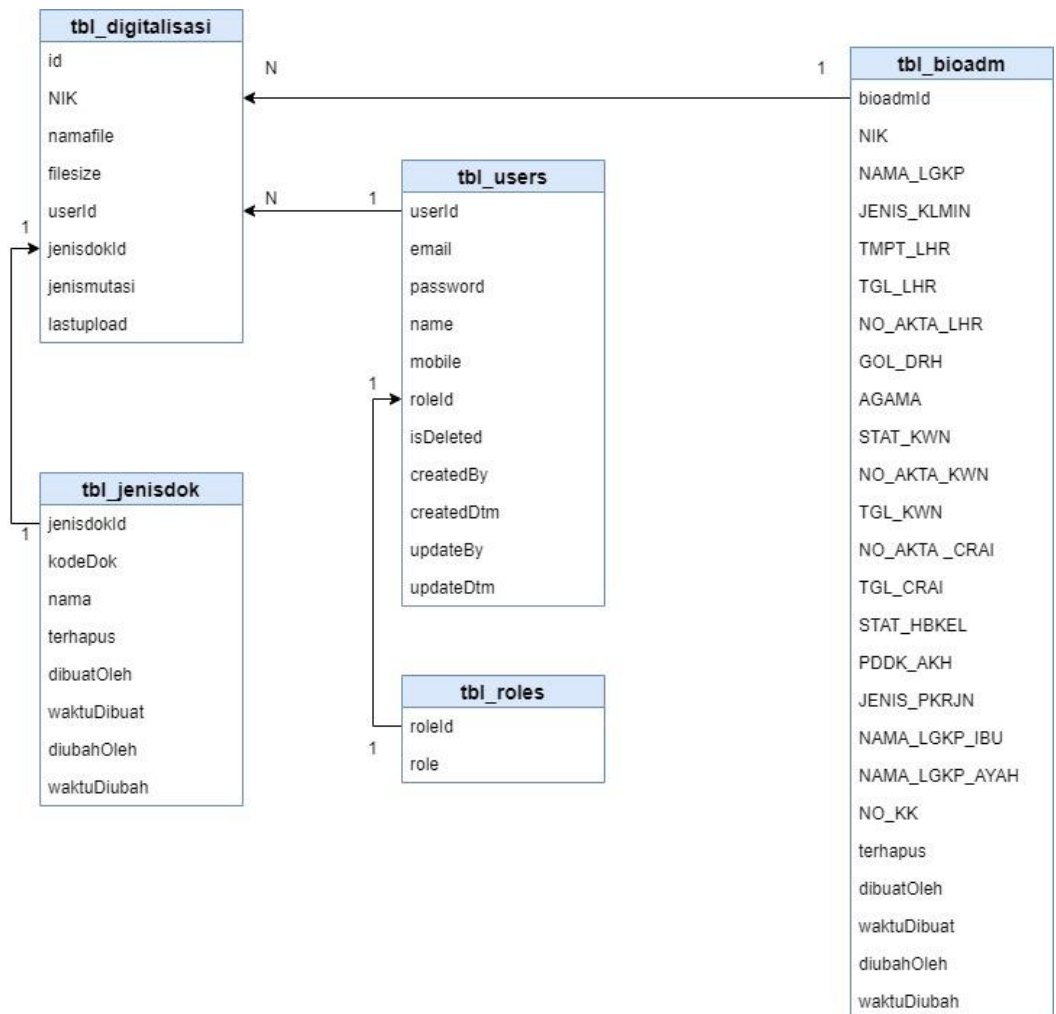 tbl_digitalisasi
id
NIK
namafile
filesize
userId
jenisdokId
jenismutasi
lastupload
N
1
N
1
1
tbl_bioadm
bioadmId
NIK
NAMA_LGKP
JENIS_KLMIN
TMPT_LHR
TGL_LHR
NO_AKTA_LHR
GOL_DRH
AGAMA
STAT_KWN
NO_AKTA_KWN
TGL_KWN
NO_AKTA _CRAI
TGL_CRAI
STAT_HBKEL
PDDK_AKH
JENIS_PKRJN
NAMA_LGKP_IBU
NAMA_LGKP_AYAH
NO_KK
terhapus
dibuatOleh
waktuDibuat
diubahOleh
waktuDiubah
tbl_users
userId
email
password
name
mobile
1
roleId
isDeleted
createdBy
createdDtm
updateBy
updateDtm
tbl_jenisdok
jenisdokId
1
kodeDok
nama
terhapus
dibuatOleh
waktuDibuat
diubahOleh
waktuDiubah
tbl_roles
roleId
1
role